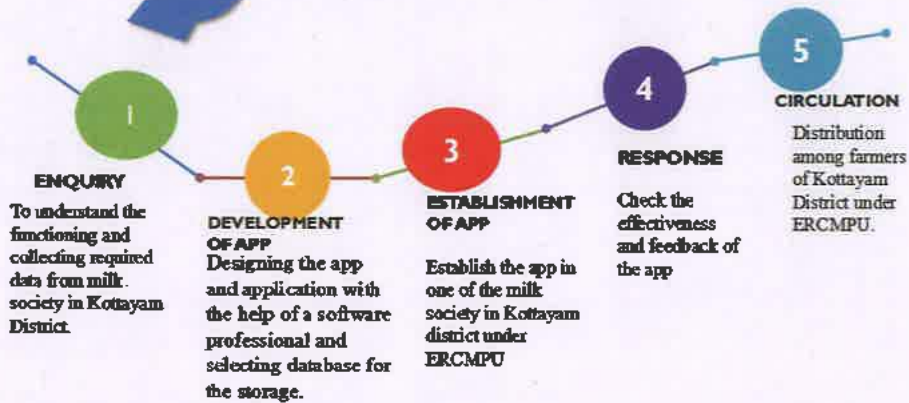 1
ENQUIRY
To understand the
functioning and
collecting required
data from milk.
society in Kottayam
District.
2
DEVELOPMENT
OF APP
Designing the app
and application with
the help of a software
professional and
selecting database for
the storage.
3
ESTABLISHMENT
OF APP
Establish the app in
one of the milk
society in Kottayam
district under
ERCMPU
4
RESPONSE
Check the
effectiveness
and feedback of
the app
5
CIRCULATION
Distribution
among farmers
of Kottayam
District under
ERCMPU.